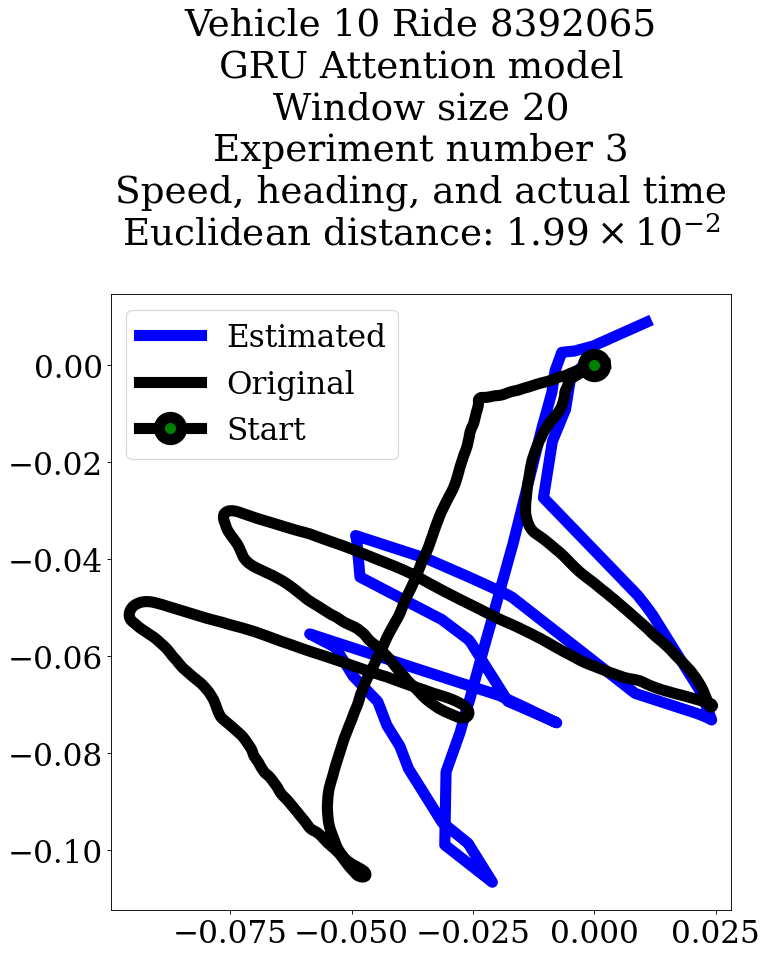 Vehicle 10 Ride 8392065
GRU Attention model
Window size 20
Experiment number 3
Speed, heading, and actual time
Euclidean distance: 1.99 × 10⁻²
Estimated
Original
Start
0.00
−0.02
−0.04
−0.06
−0.08
−0.10
−0.075 −0.050 −0.025 0.000 0.025